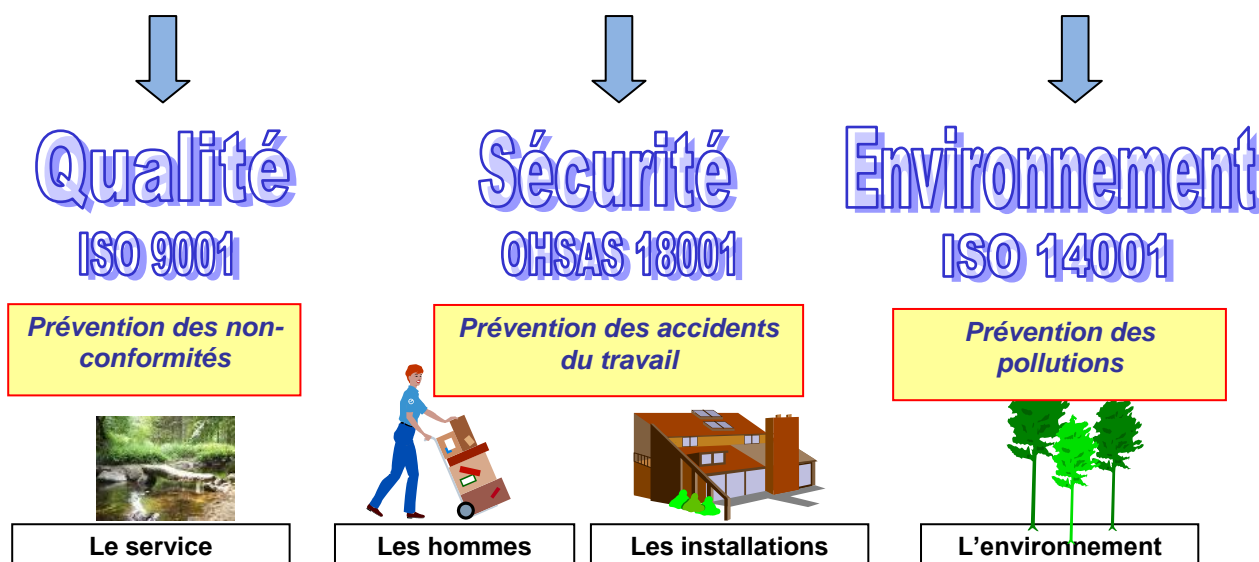 Qualité
ISO 9001
Prévention des non-
conformités
Le service
Sécurité
OHSAS 18001
Prévention des accidents
du travail
Les hommes
Les installations
Environnement
ISO 14001
Prévention des
pollutions
L'environnement